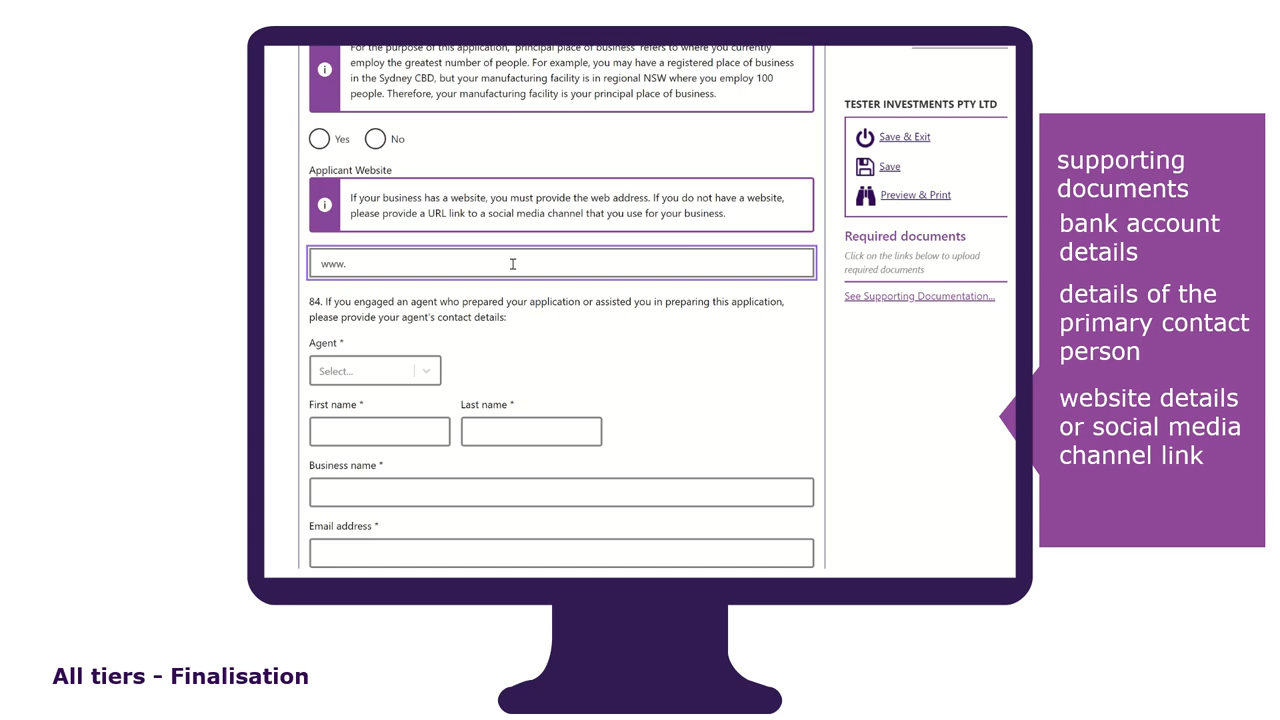 For the purpose of this application, 'principal place of business' refers to where you currently
employ the greatest number of people. For example, you may have a registered place of business
in the Sydney CBD, but your manufacturing facility is in regional NSW where you employ 100
people. Therefore, your manufacturing facility is your principal place of business.
Yes No
Applicant Website
If your business has a website, you must provide the web address. If you do not have a website,
please provide a URL link to a social media channel that you use for your business.
www.
84. If you engaged an agent who prepared your application or assisted you in preparing this application,
please provide your agent's contact details:
Agent *
Select...
First name * Last name *
Business name *
Email address *
TESTER INVESTMENTS PTY LTD
Save & Exit
Save
Preview & Print
Required documents
Click on the links below to upload
required documents
See Supporting Documentation...
supporting
documents
bank account
details
details of the
primary contact
person
website details
or social media
channel link
All tiers – Finalisation